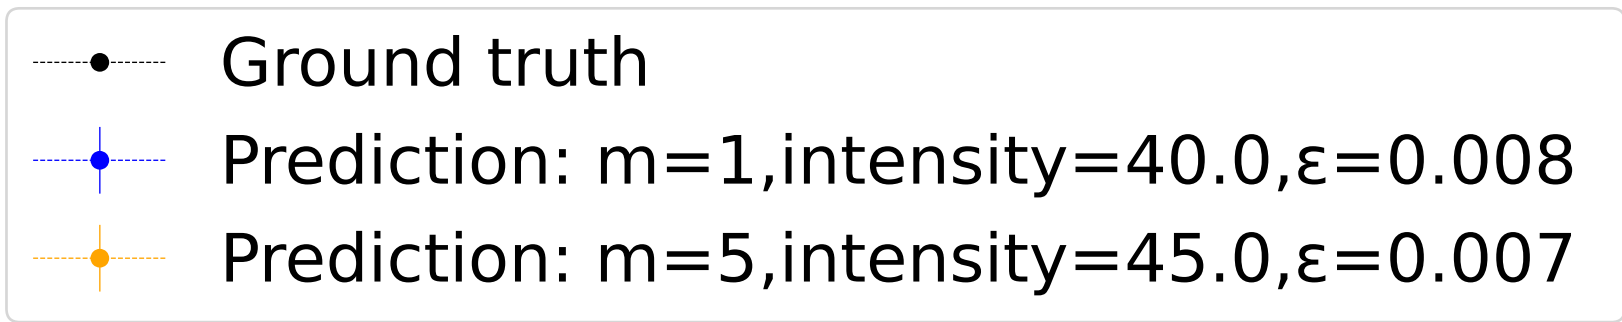 Ground truth
Prediction: m=1,intensity=40.0,ε=0.008
Prediction: m=5,intensity=45.0,ε=0.007